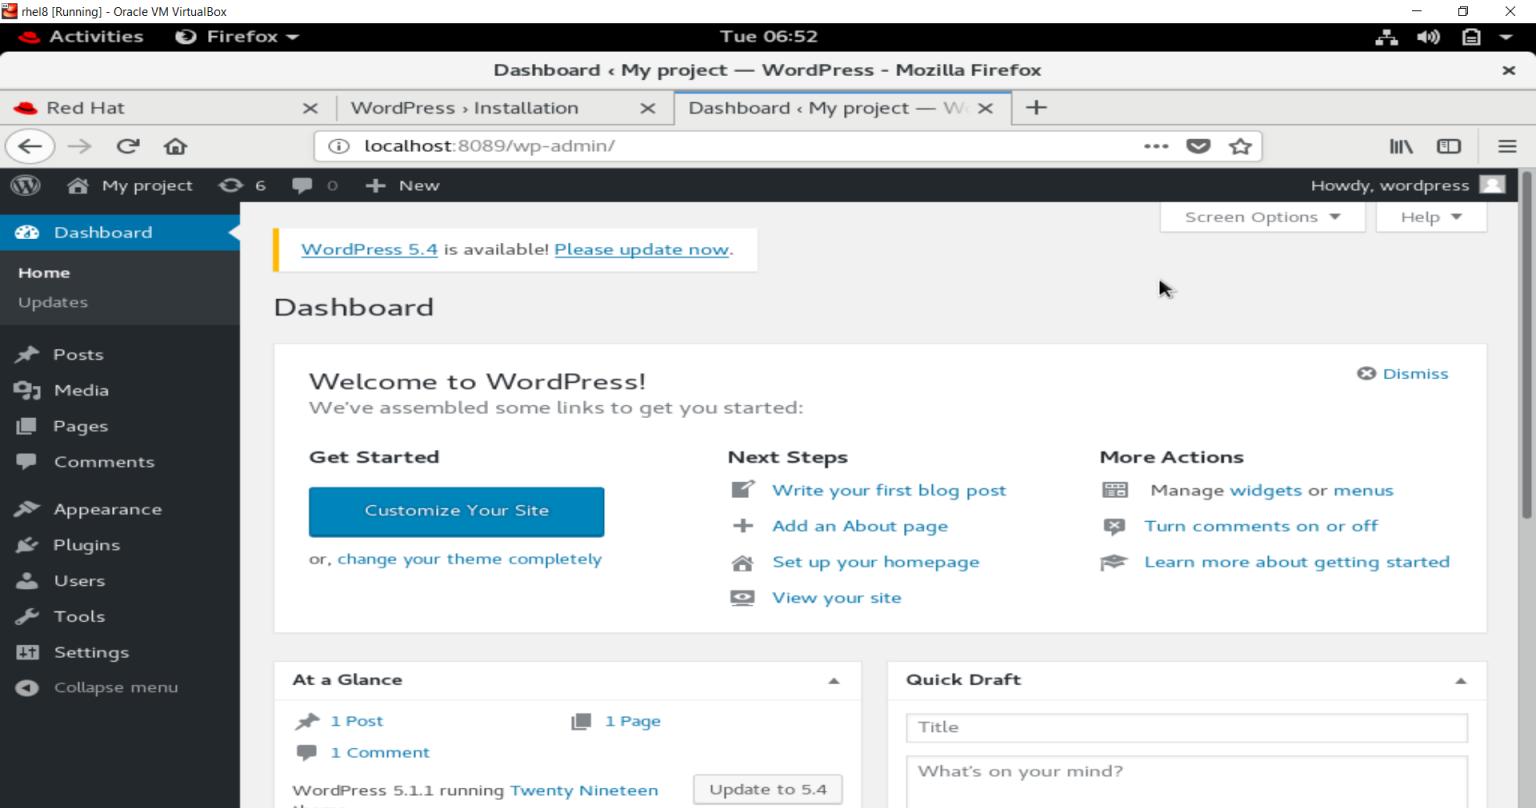 rhel8 [Running] - Oracle VM VirtualBox
Activities Firefox Tue 06:52
Dashboard ‹ My project — WordPress - Mozilla Firefox
Red Hat WordPress › Installation Dashboard ‹ My project — Wo
localhost:8089/wp-admin/
My project 6 0 New Howdy, wordpress
Screen Options Help
Dashboard
Home
Updates
Posts
Media
Pages
Comments
Appearance
Plugins
Users
Tools
Settings
Collapse menu
WordPress 5.4 is available! Please update now.
Dashboard
Welcome to WordPress!
Dismiss
We've assembled some links to get you started:
Get Started
Customize Your Site
or, change your theme completely
Next Steps
Write your first blog post
Add an About page
Set up your homepage
View your site
More Actions
Manage widgets or menus
Turn comments on or off
Learn more about getting started
At a Glance
1 Post 1 Page
1 Comment
WordPress 5.1.1 running Twenty Nineteen
Update to 5.4
Quick Draft
Title
What's on your mind?